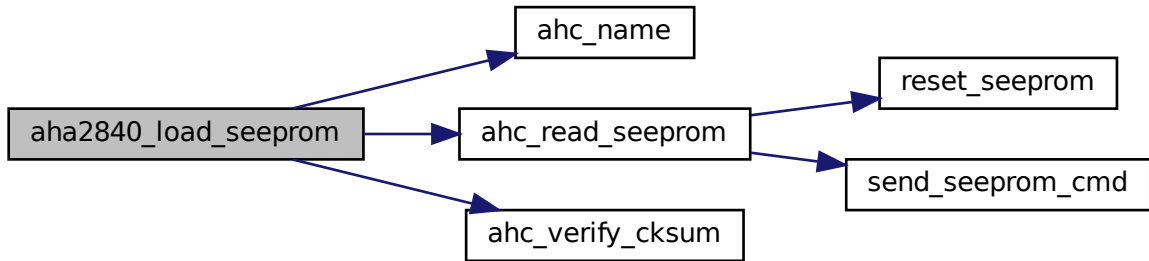 ahc_name
reset_seeprom
aha2840_load_seeprom
ahc_read_seeprom
send_seeprom_cmd
ahc_verify_cksum